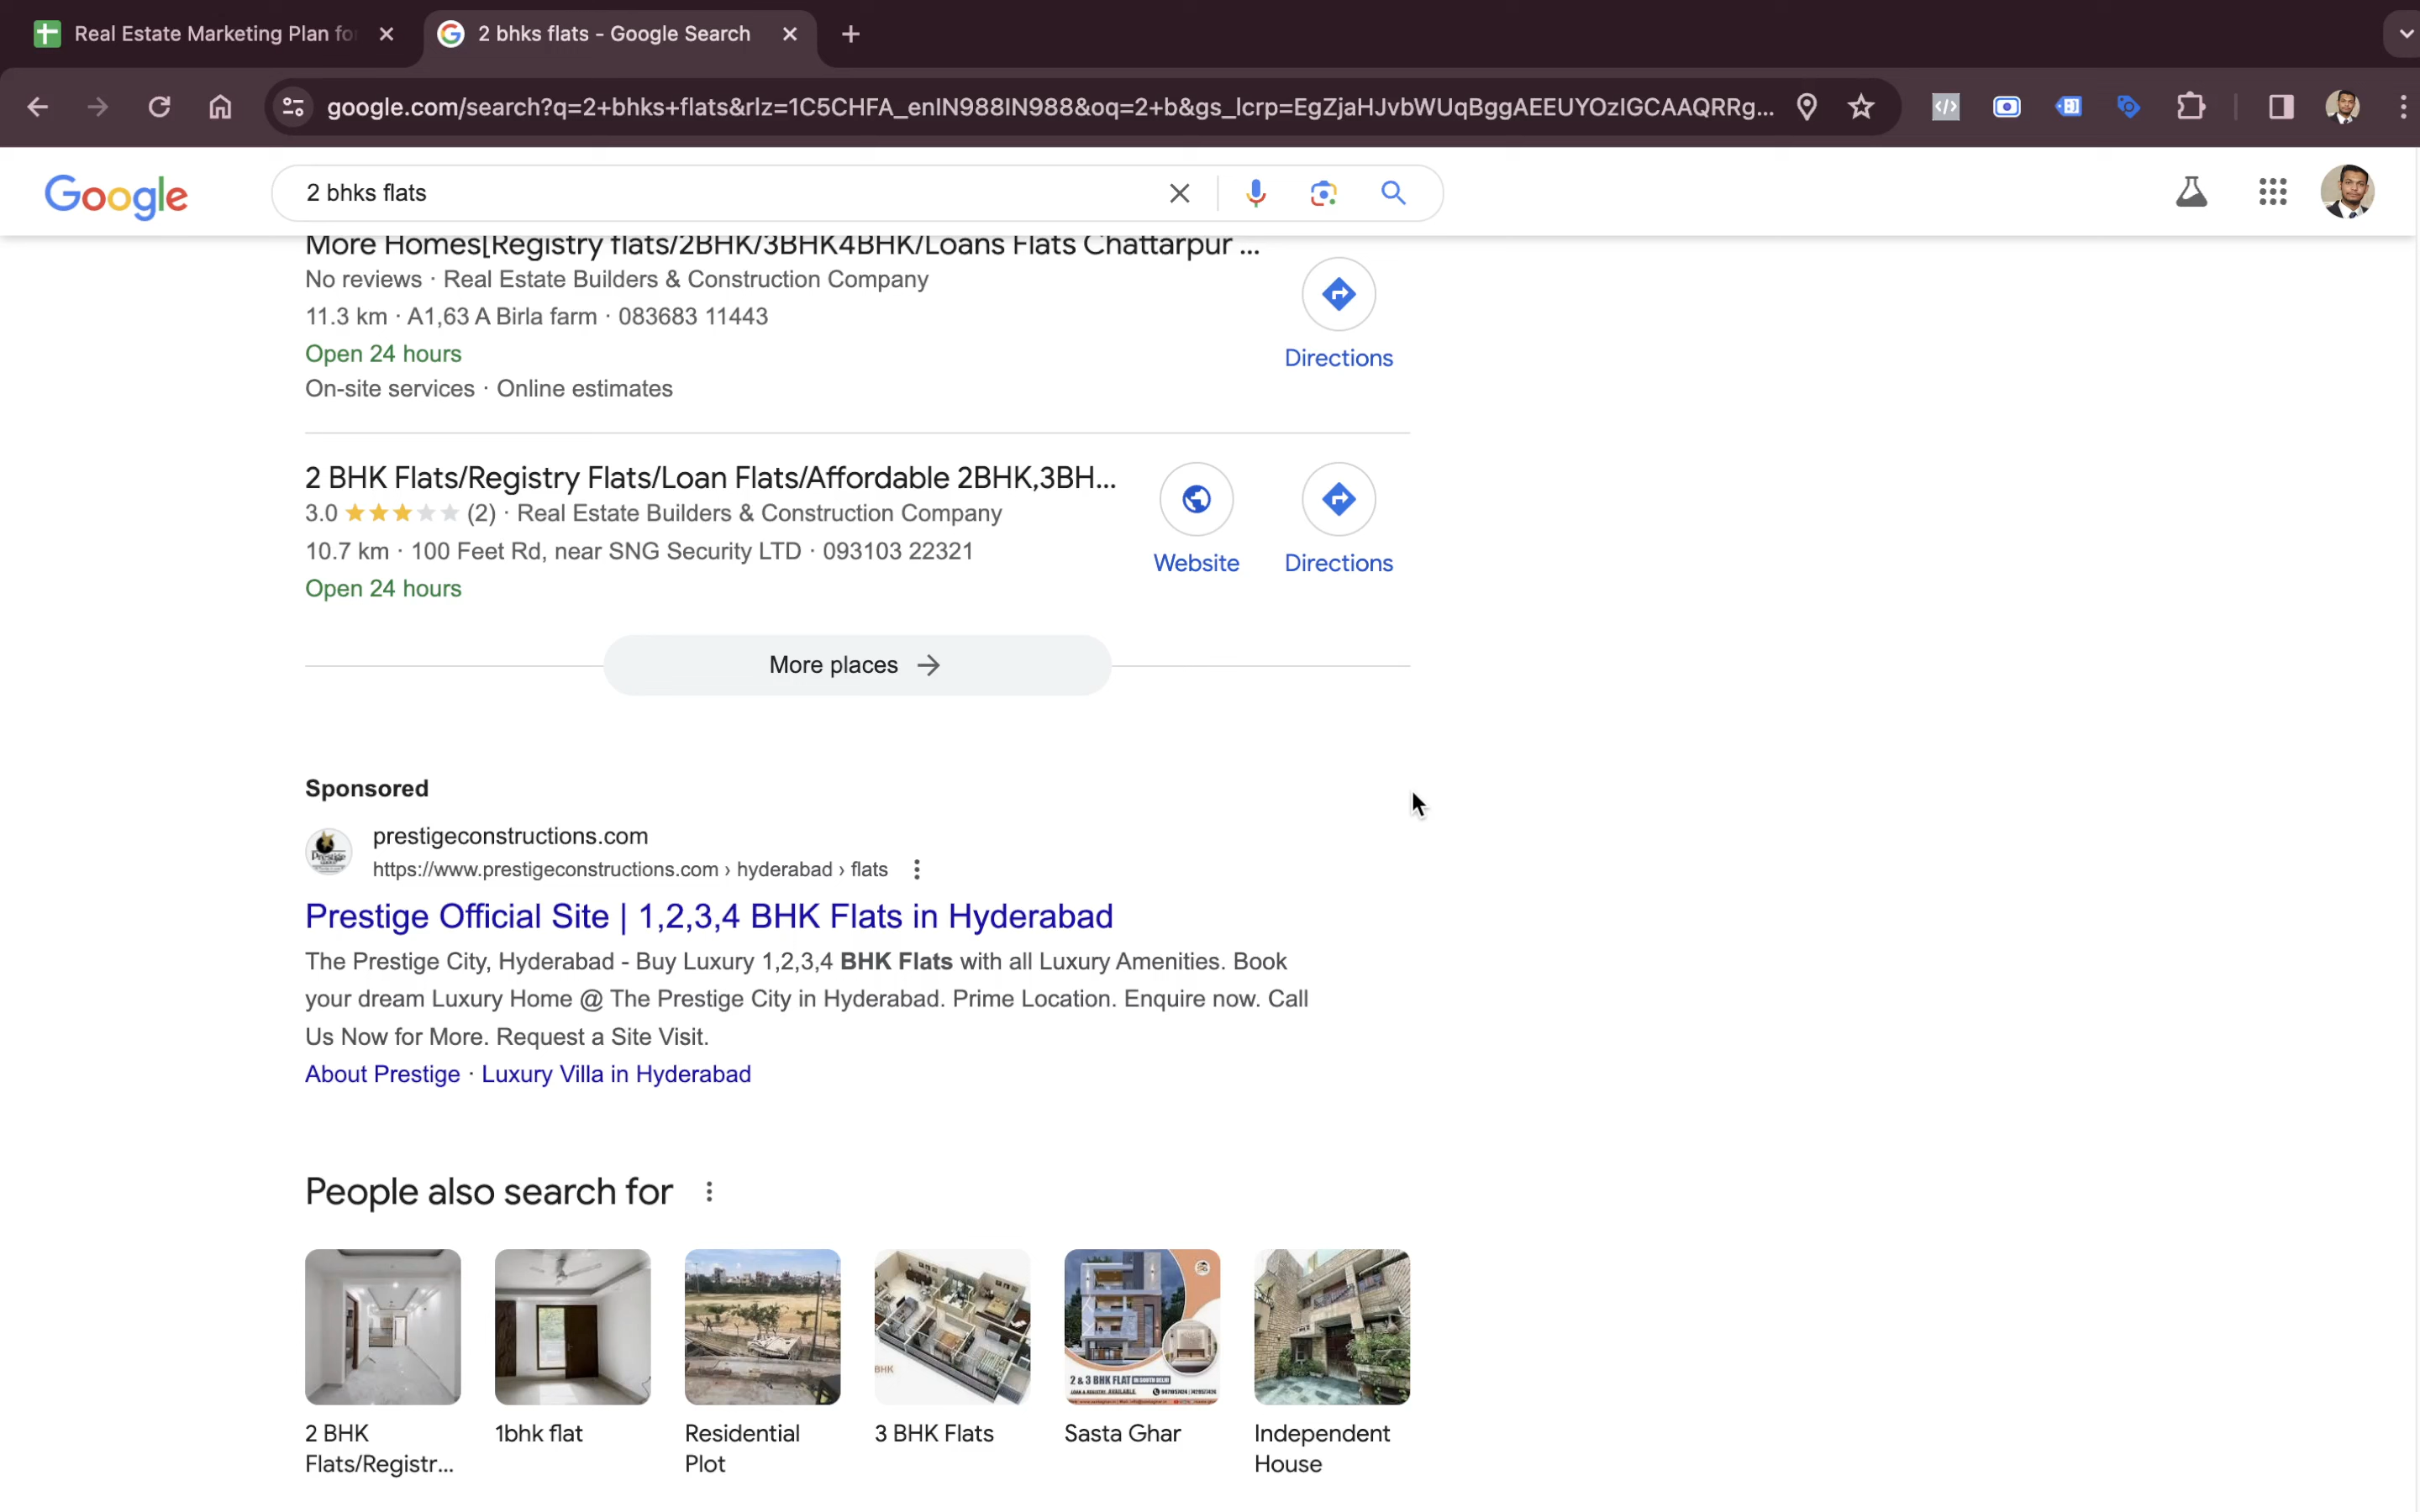 Real Estate Marketing Plan for
2 bhks flats - Google Search
google.com/search?q=2+bhks+flats&rlz=1C5CHFA_enIN988IN988&oq=2+b&gs_lcrp=EgZjaHJvbWUqBggAEEUYOzIGCAAQRRg...
Google
2 bhks flats
More Homes[Registry flats/2BHK/3BHK4BHK/Loans Flats Chattarpur ...
No reviews · Real Estate Builders & Construction Company
11.3 km · A1,63 A Birla farm · 083683 11443
Open 24 hours
On-site services · Online estimates
Directions
2 BHK Flats/Registry Flats/Loan Flats/Affordable 2BHK,3BH...
3.0 (2) · Real Estate Builders & Construction Company
10.7 km · 100 Feet Rd, near SNG Security LTD · 093103 22321
Open 24 hours
Website
Directions
More places
Sponsored
prestigeconstructions.com
https://www.prestigeconstructions.com › hyderabad › flats
Prestige Official Site | 1,2,3,4 BHK Flats in Hyderabad
The Prestige City, Hyderabad - Buy Luxury 1,2,3,4 BHK Flats with all Luxury Amenities. Book
your dream Luxury Home @ The Prestige City in Hyderabad. Prime Location. Enquire now. Call
Us Now for More. Request a Site Visit.
About Prestige · Luxury Villa in Hyderabad
People also search for
BHK
2 & 3 BHK FLAT IN SOUTH DELHI
2 BHK
Flats/Registr...
1bhk flat
Residential
Plot
3 BHK Flats
Sasta Ghar
Independent
House